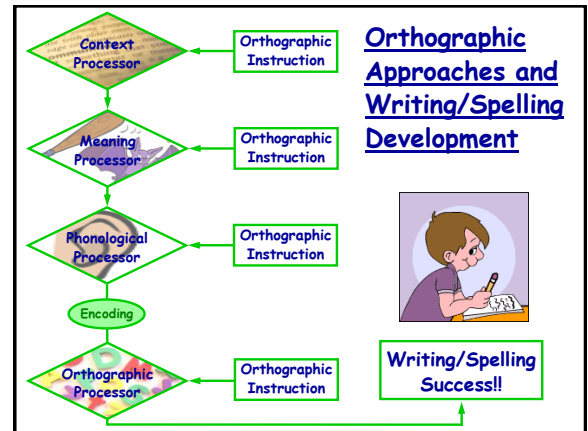 Context
Processor
Orthographic
Instruction
Orthographic
Approaches and
Writing/Spelling
Development
Meaning
Processor
Orthographic
Instruction
Phonological
Processor
Orthographic
Instruction
Encoding
Orthographic
Processor
Orthographic
Instruction
Writing/Spelling
Success!!